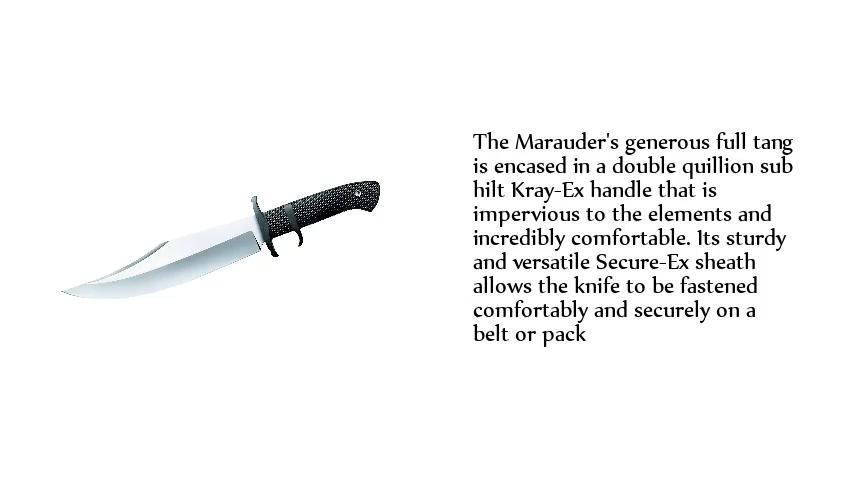 The Marauder's generous full tang
is encased in a double quillion sub
hilt Kray-Ex handle that is
impervious to the elements and
incredibly comfortable. Its sturdy
and versatile Secure-Ex sheath
allows the knife to be fastened
comfortably and securely on a
belt or pack